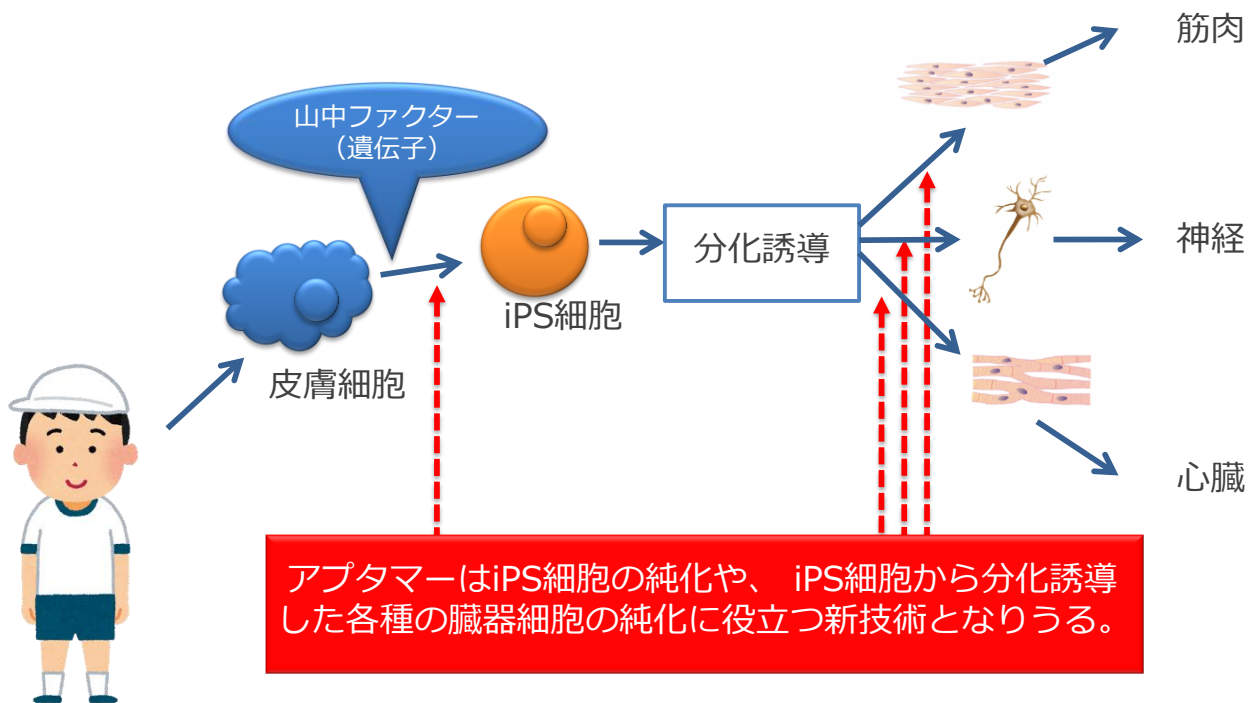 山中ファクター
（遺伝子）
皮膚細胞
iPS細胞
分化誘導
筋肉
神経
心臓
アプタマーはiPS細胞の純化や、 iPS細胞から分化誘導
した各種の臓器細胞の純化に役立つ新技術となりうる。